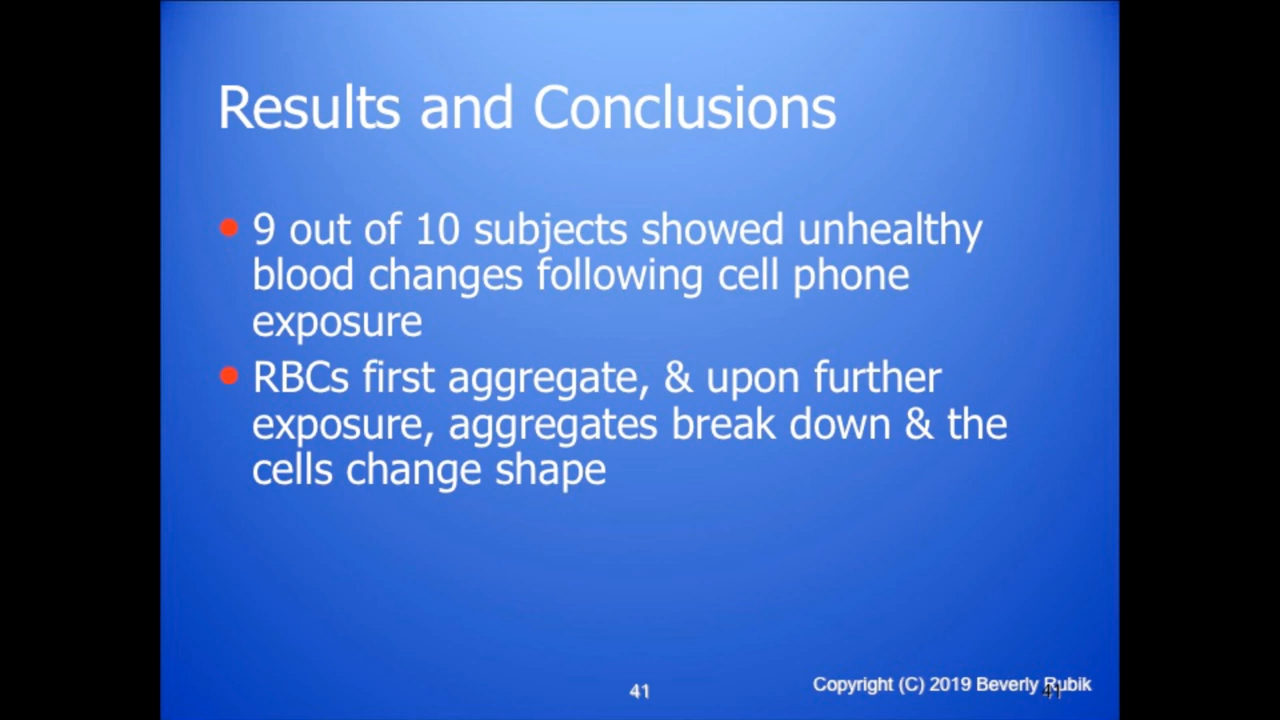 Results and Conclusions
• 9 out of 10 subjects showed unhealthy
blood changes following cell phone
exposure
• RBCs first aggregate, & upon further
exposure, aggregates break down & the
cells change shape
41
Copyright (C) 2019 Beverly Rubik
41